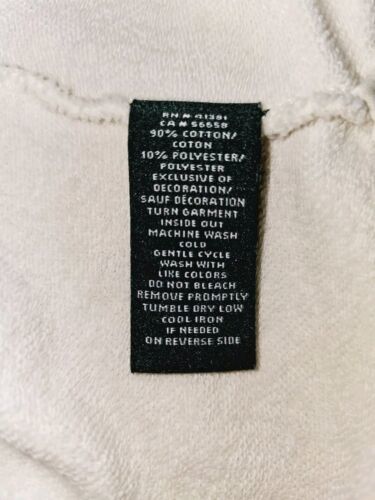 RN # 41381
CA # 56658
90% COTTON/
COTON
10% POLYESTER/
POLYESTER
EXCLUSIVE OF
DECORATION/
SAUF DÉCORATION
TURN GARMENT
INSIDE OUT
MACHINE WASH
COLD
GENTLE CYCLE
WASH WITH
LIKE COLORS
DO NOT BLEACH
REMOVE PROMPTLY
TUMBLE DRY LOW
COOL IRON
IF NEEDED
ON REVERSE SIDE